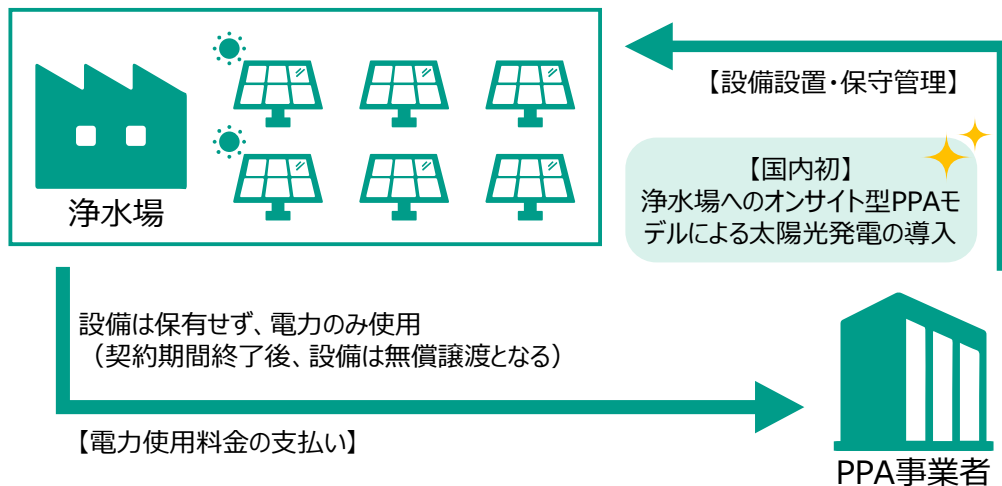 浄水場
【設備設置・保守管理】
【国内初】
浄水場へのオンサイト型PPAモ
デルによる太陽光発電の導入
設備は保有せず、電力のみ使用
（契約期間終了後、設備は無償譲渡となる）
【電力使用料金の支払い】
PPA事業者